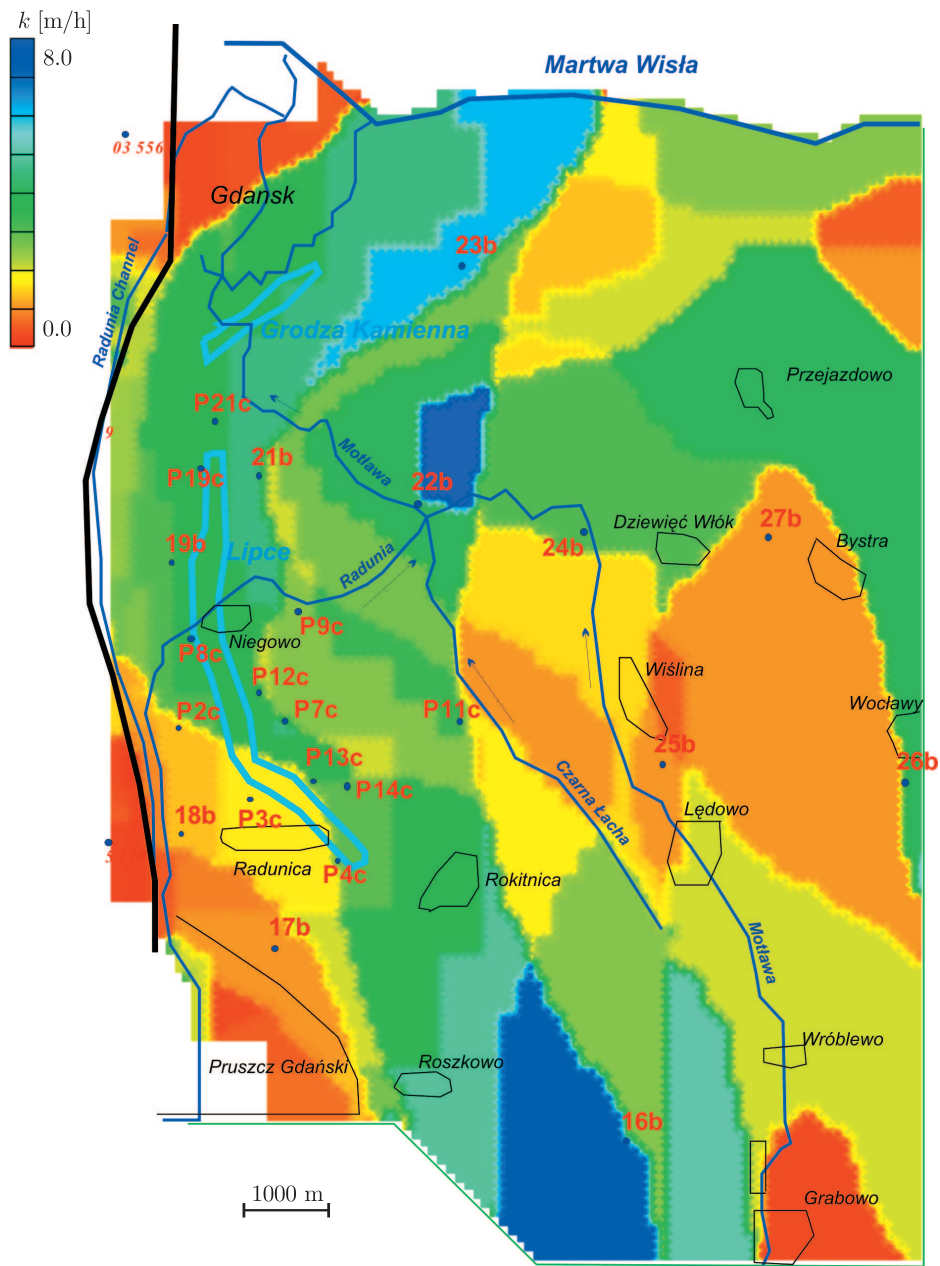 k [m/h]
8.0
0.0
Martwa Wisła
03 556
Gdansk
Radunia Channel
23b
Grodza Kamienna
Przejazdowo
P21c
9
21b
Motława
P19c
22b
Dziewięć Włók
27b
Bystra
19b
Lipce
24b
Radunia
P9c
Niegowo
P8c
Wiślina
P12c
Wocławy
P2c
P7c
P11c
25b
26b
P13c
P14c
Czarna Łacha
18b
P3c
Lędowo
5
Radunica
P4c
Rokitnica
17b
Motława
Wróblewo
Pruszcz Gdański
Roszkowo
16b
1000 m
Grabowo